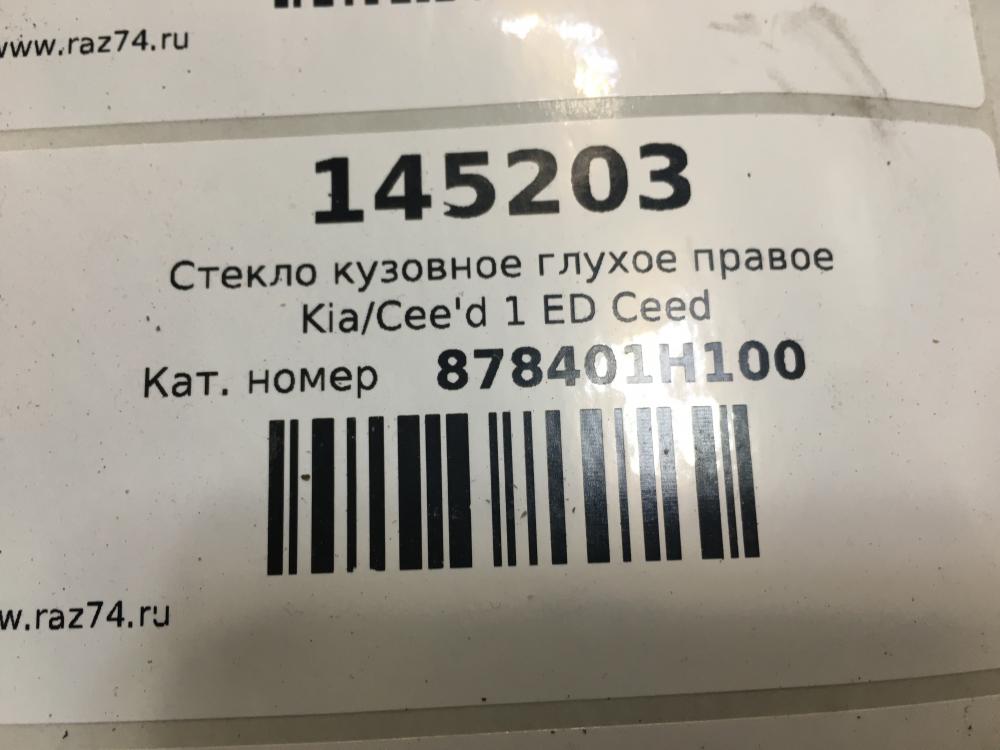 www.raz74.ru
145203
Стекло кузовное глухое правое
Kia/Cee'd 1 ED Ceed
Кат. номер 878401H100
w.raz74.ru